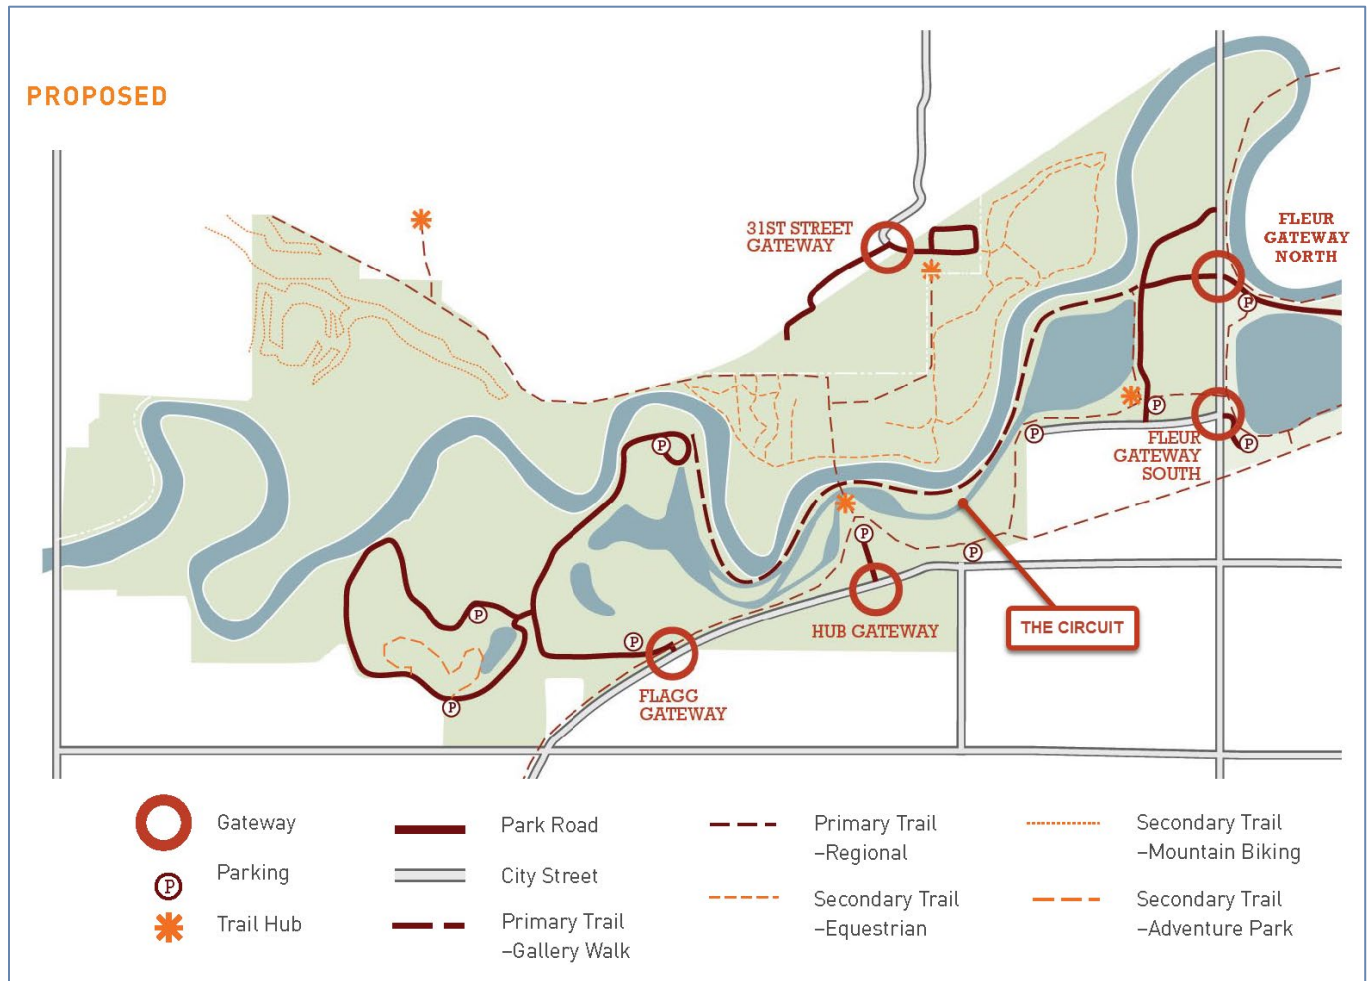 PROPOSED
31ST STREET
GATEWAY
FLEUR
GATEWAY
NORTH
P
P
P
P
P
FLEUR
GATEWAY
SOUTH
P
P
P
P
P
P
HUB GATEWAY
THE CIRCUIT
FLAGG
GATEWAY
Gateway
P
Parking
Trail Hub
Park Road
City Street
Primary Trail
–Gallery Walk
Primary Trail
–Regional
Secondary Trail
–Equestrian
Secondary Trail
–Mountain Biking
Secondary Trail
–Adventure Park